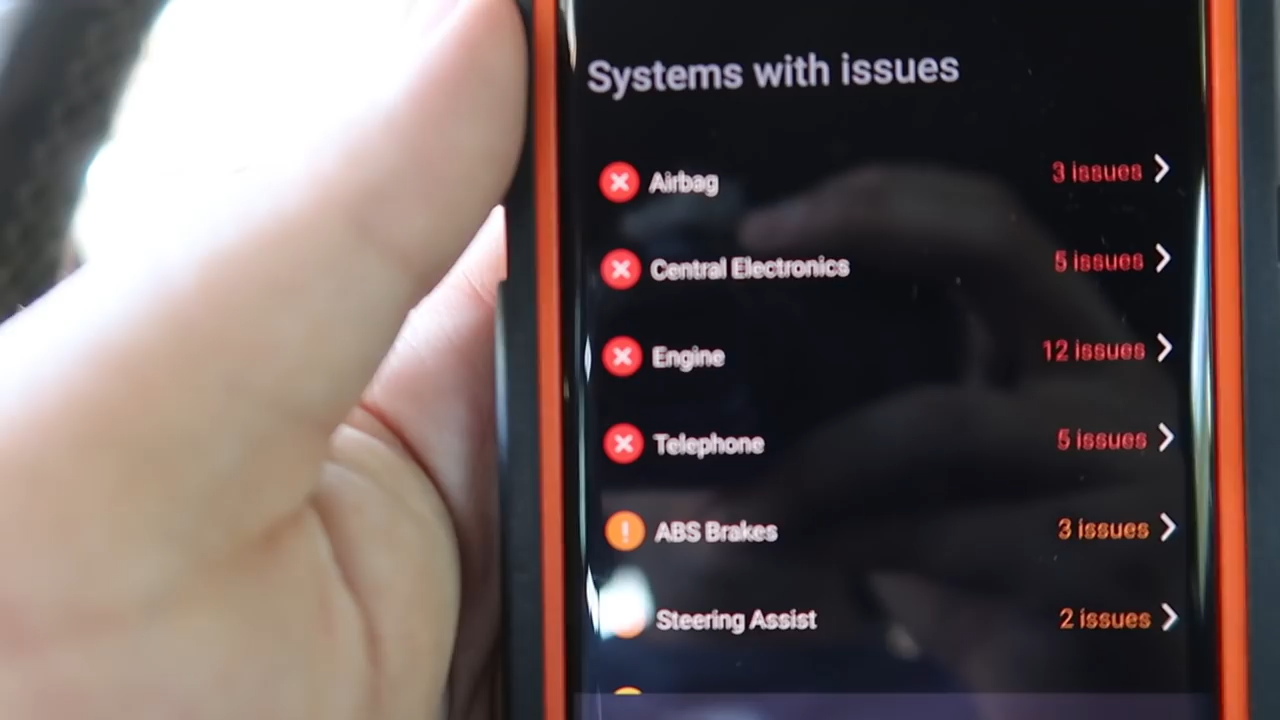 Systems with issues
Airbag 3 issues
Central Electronics 5 issues
Engine 12 issues
Telephone 5 issues
ABS Brakes 3 issues
Steering Assist 2 issues